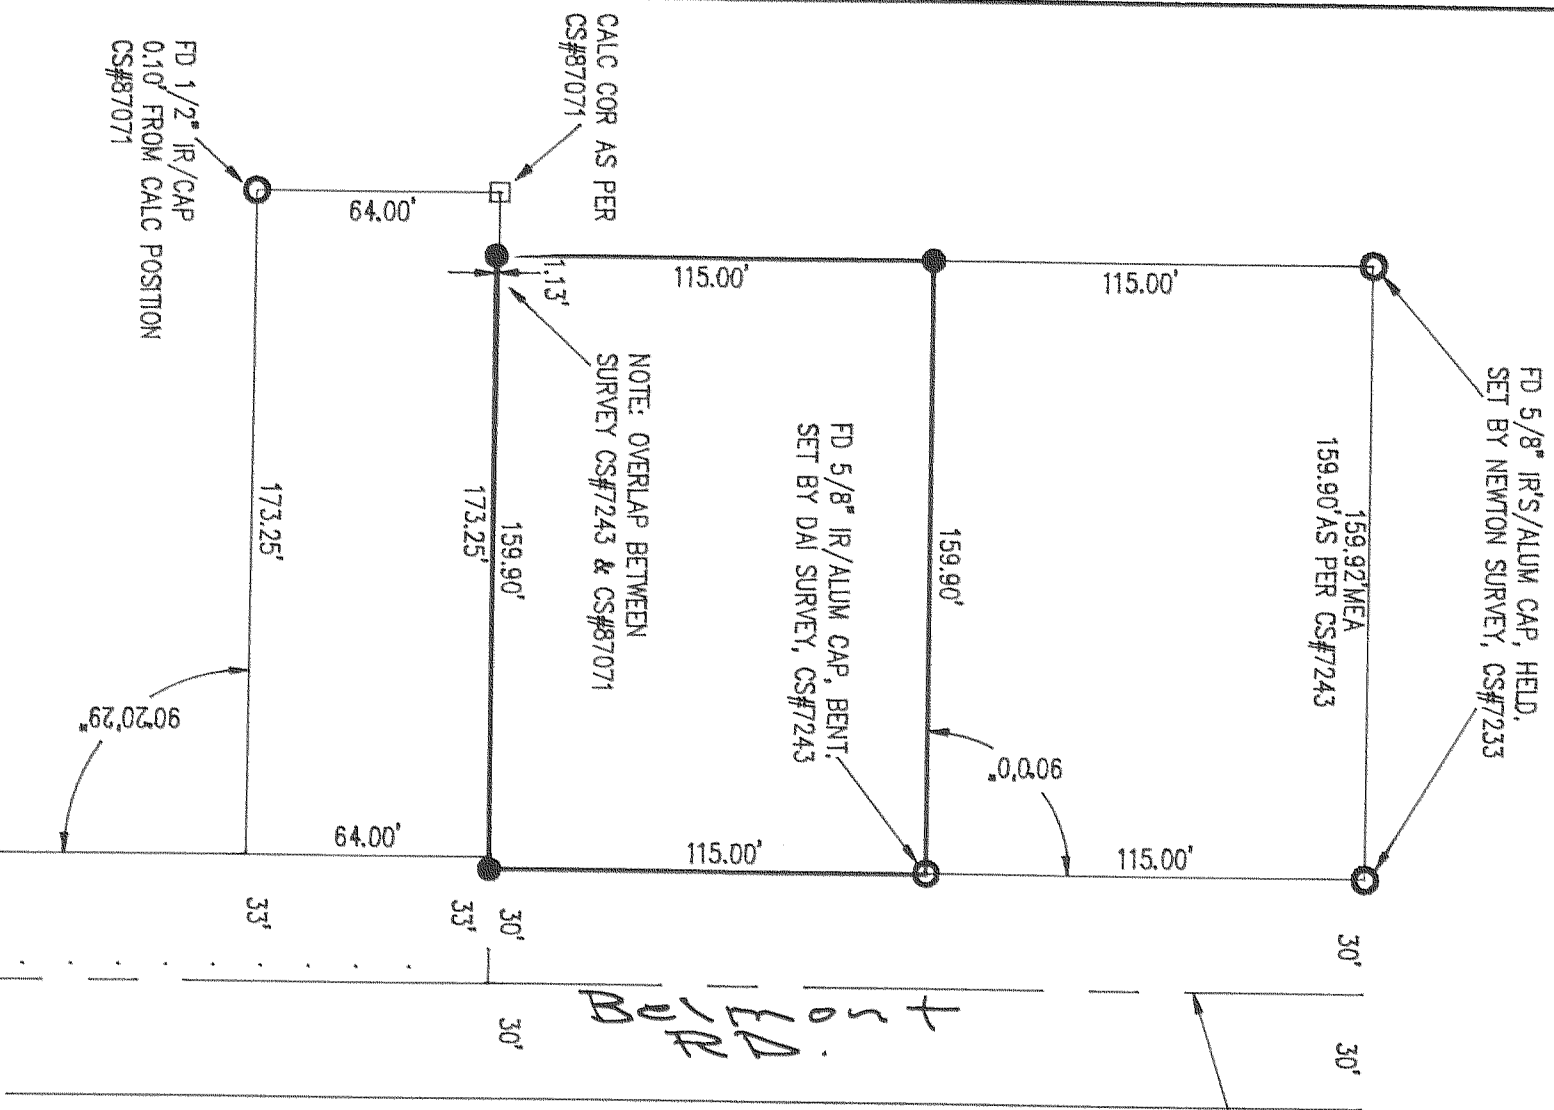 FD 5/8" IR'S/ALUM CAP, HELD,
SET BY NEWTON SURVEY, CS#7233
159.92'MEA
159.90'AS PER CS#7243
115.00'
115.00'
30'
30'
90°0'0"
FD 5/8" IR/ALUM CAP, BENT,
SET BY DAI SURVEY, CS#7243
159.90'
115.00'
115.00'
CALC COR AS PER
CS#87071
1.13'
NOTE: OVERLAP BETWEEN
SURVEY CS#7243 & CS#87071
159.90'
173.25'
30'
33'
30'
Belmont
RD.
64.00'
64.00'
FD 1/2" IR/CAP
0.10' FROM CALC POSITION
CS#87071
173.25'
33'
90°20'29"